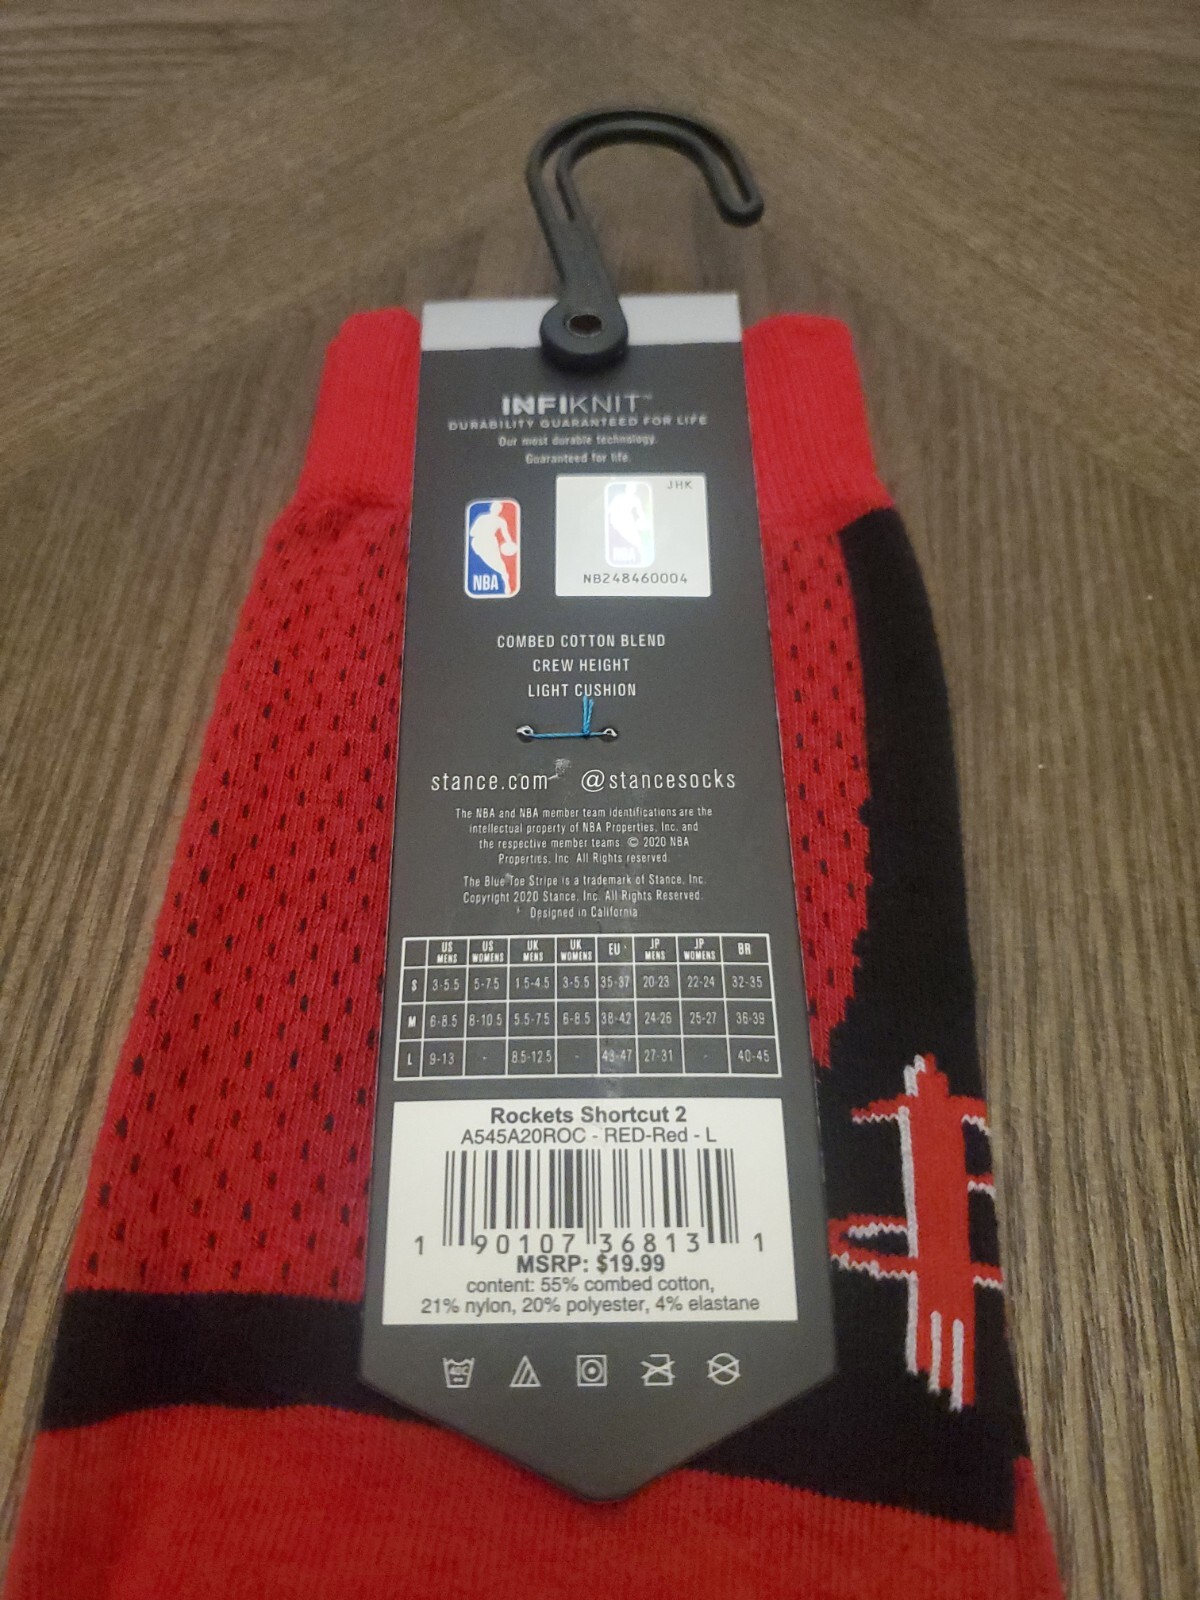 INFIKNIT™
DURABILITY GUARANTEED FOR LIFE
Our most durable technology.
Guaranteed for life.
JHK
NBA
NBA
NB248460004
COMBED COTTON BLEND
CREW HEIGHT
LIGHT CUSHION
stance.com @stancesocks
The NBA and NBA member team identifications are the
intellectual property of NBA Properties, Inc. and
the respective member teams © 2020 NBA
Properties, Inc All Rights reserved.
The Blue Toe Stripe is a trademark of Stance, Inc.
Copyright 2020 Stance, Inc. All Rights Reserved.
Designed in California
US MENS US WOMENS UK MENS UK WOMENS EU JP MENS JP WOMENS BR
S 3-5.5 5-7.5 1.5-4.5 3-5.5 35-37 20-23 22-24 32-35
M 6-8.5 8-10.5 5.5-7.5 6-8.5 38-42 24-26 25-27 36-39
L 9-13 - 8.5-12.5 - 43-47 27-31 - 40-45
Rockets Shortcut 2
A545A20ROC - RED-Red - L
1 90107 36813 1
MSRP: $19.99
content: 55% combed cotton,
21% nylon, 20% polyester, 4% elastane
40C